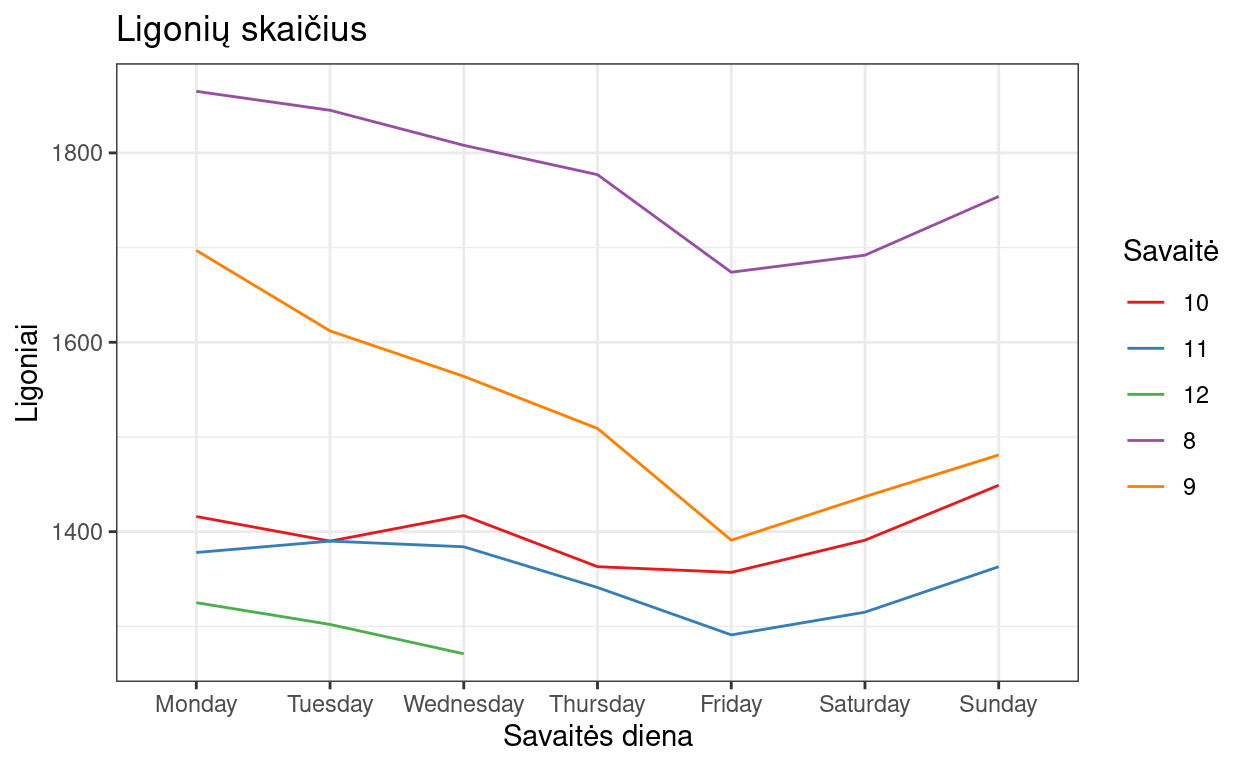 Ligonių skaičius
Ligoniai
1800
1600
1400
Monday Tuesday Wednesday Thursday Friday Saturday Sunday
Savaitės diena
Savaitė
10
11
12
8
9